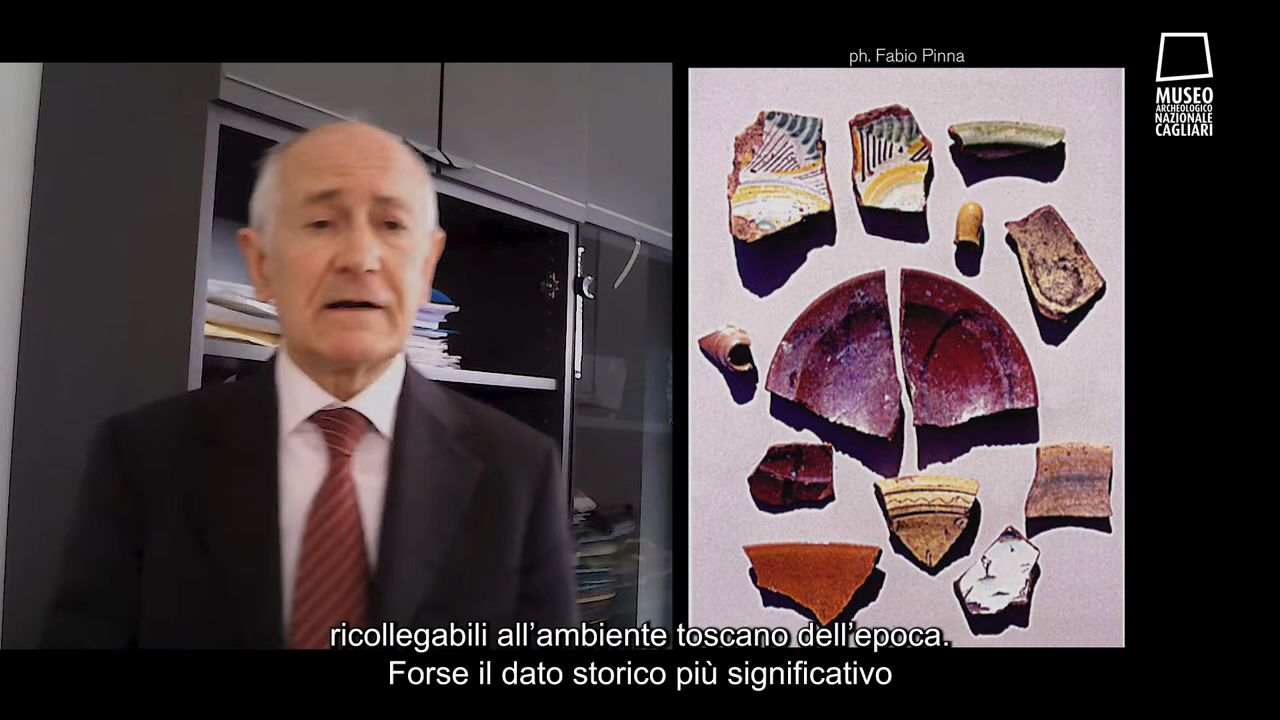 ph. Fabio Pinna
MUSEO
ARCHEOLOGICO
NAZIONALE
CAGLIARI
ricollegabili all'ambiente toscano dell'epoca.
Forse il dato storico più significativo